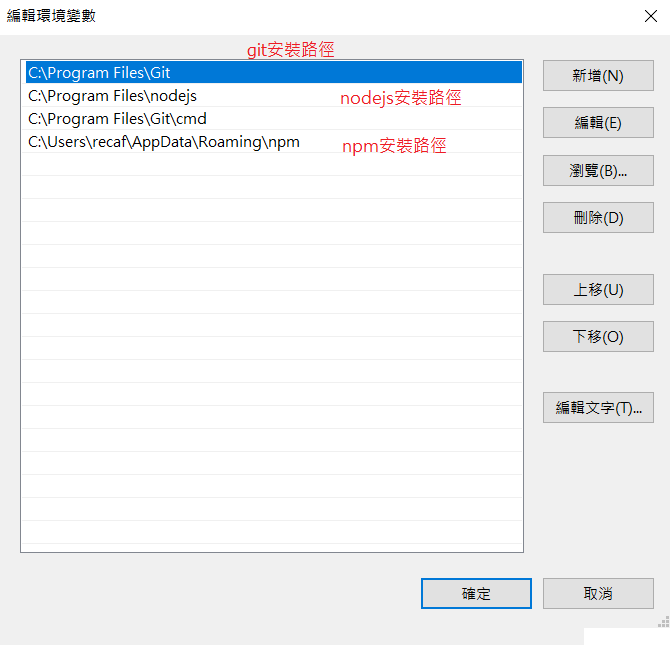 編輯環境變數
git安裝路徑
C:\Program Files\Git
新增(N)
C:\Program Files\nodejs
nodejs安裝路徑
C:\Program Files\Git\cmd
編輯(E)
C:\Users\recaf\AppData\Roaming\npm
npm安裝路徑
瀏覽(B)...
刪除(D)
上移(U)
下移(O)
編輯文字(T)...
確定
取消